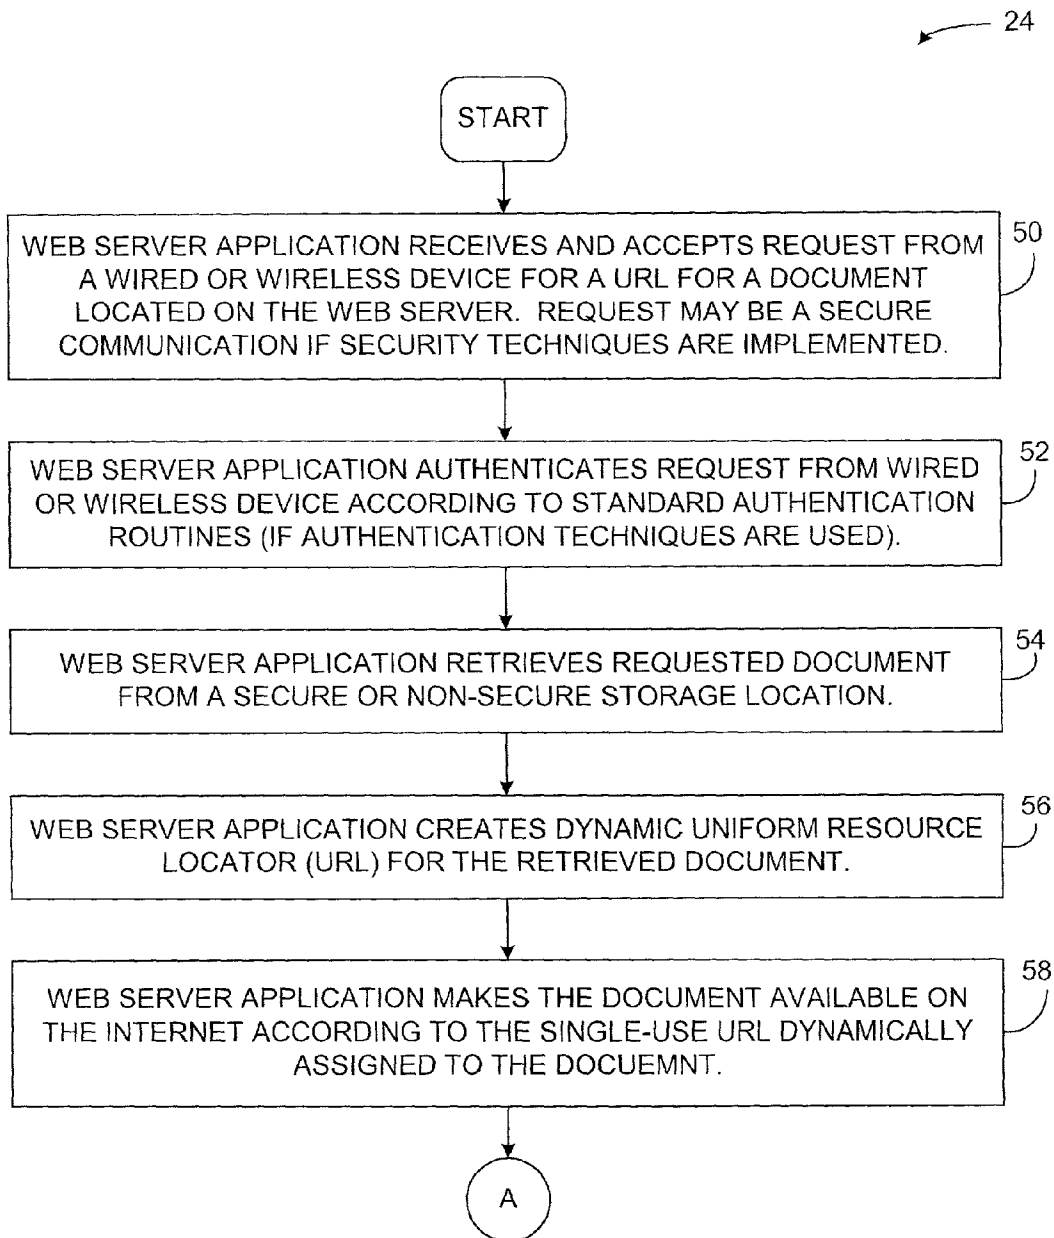 24
START
WEB SERVER APPLICATION RECEIVES AND ACCEPTS REQUEST FROM
A WIRED OR WIRELESS DEVICE FOR A URL FOR A DOCUMENT
LOCATED ON THE WEB SERVER. REQUEST MAY BE A SECURE
COMMUNICATION IF SECURITY TECHNIQUES ARE IMPLEMENTED.
50
WEB SERVER APPLICATION AUTHENTICATES REQUEST FROM WIRED
OR WIRELESS DEVICE ACCORDING TO STANDARD AUTHENTICATION
ROUTINES (IF AUTHENTICATION TECHNIQUES ARE USED).
52
WEB SERVER APPLICATION RETRIEVES REQUESTED DOCUMENT
FROM A SECURE OR NON-SECURE STORAGE LOCATION.
54
WEB SERVER APPLICATION CREATES DYNAMIC UNIFORM RESOURCE
LOCATOR (URL) FOR THE RETRIEVED DOCUMENT.
56
WEB SERVER APPLICATION MAKES THE DOCUMENT AVAILABLE ON
THE INTERNET ACCORDING TO THE SINGLE-USE URL DYNAMICALLY
ASSIGNED TO THE DOCUEMNT.
58
A